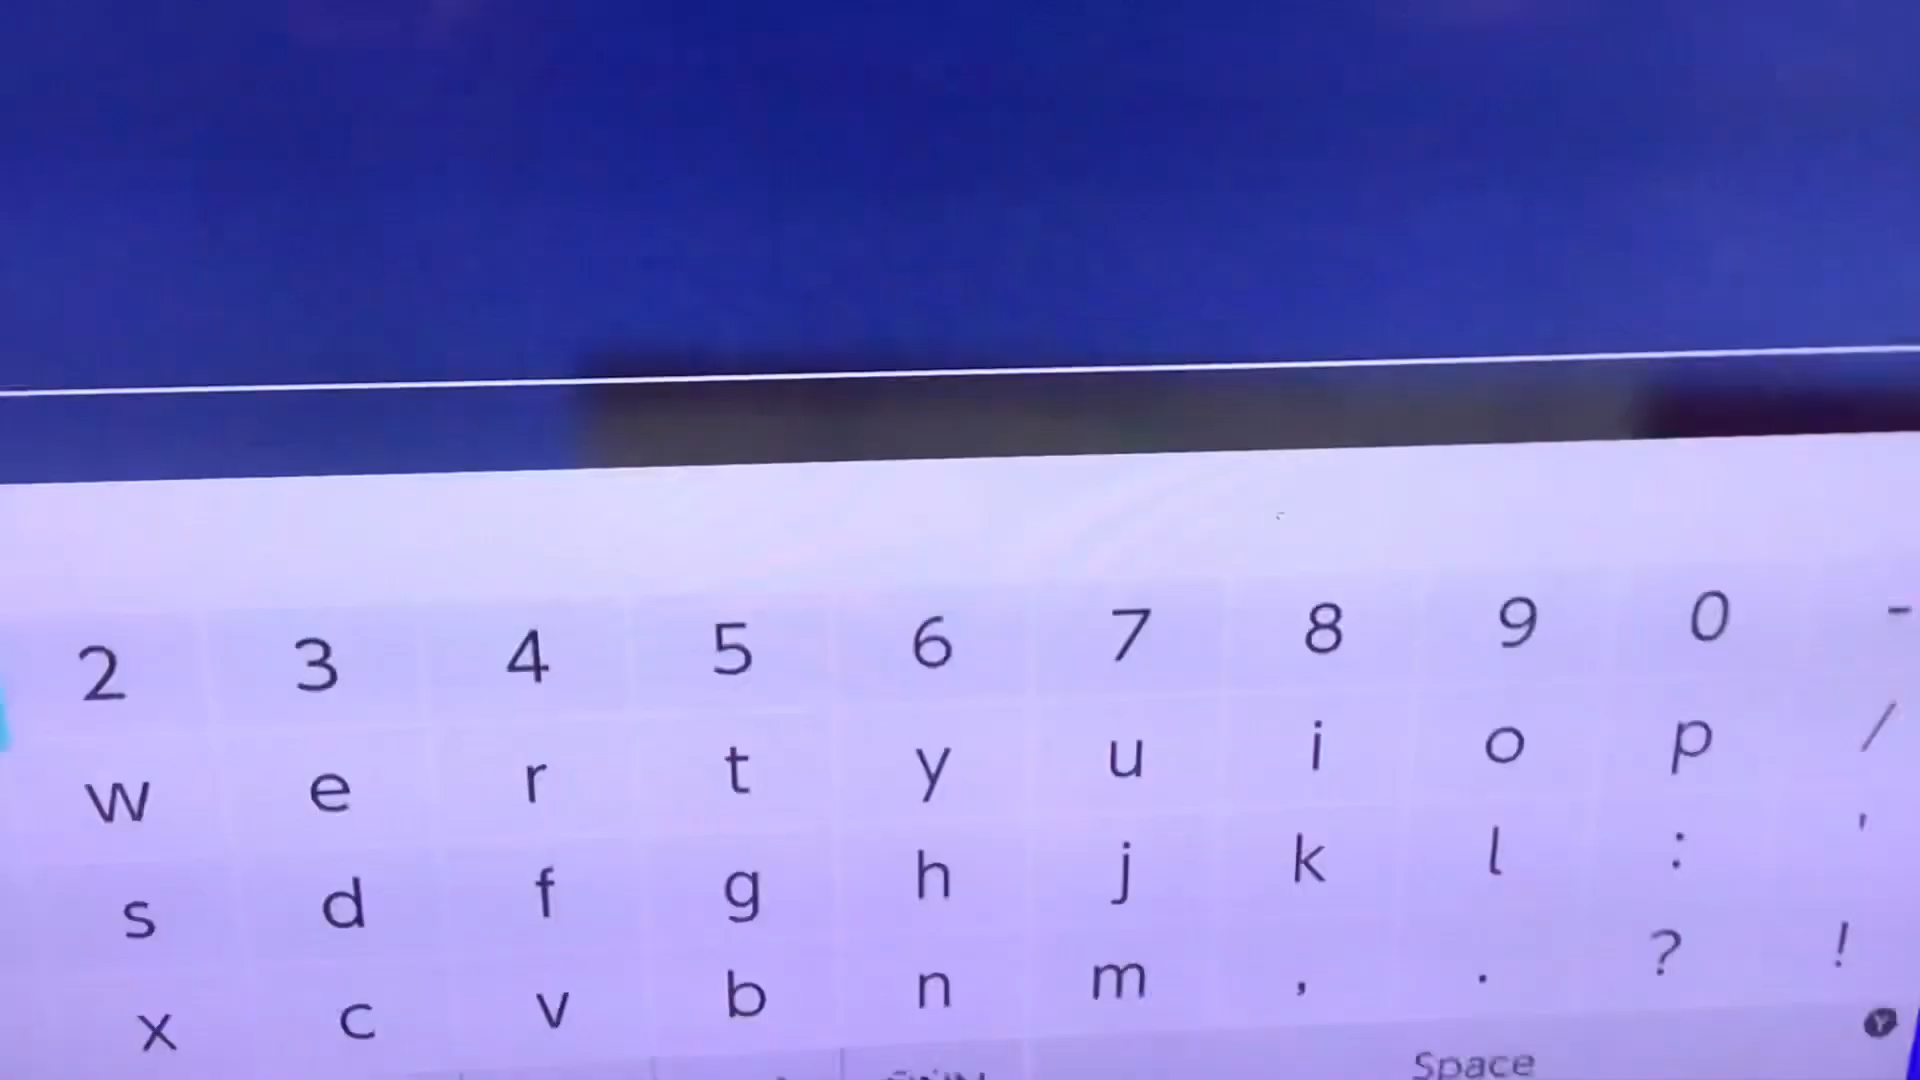 2 3 4 5 6 7 8 9 0 -
w e r t y u i o p /
s d f g h j k l : '
x c v b n m , . ? !
Y
Space